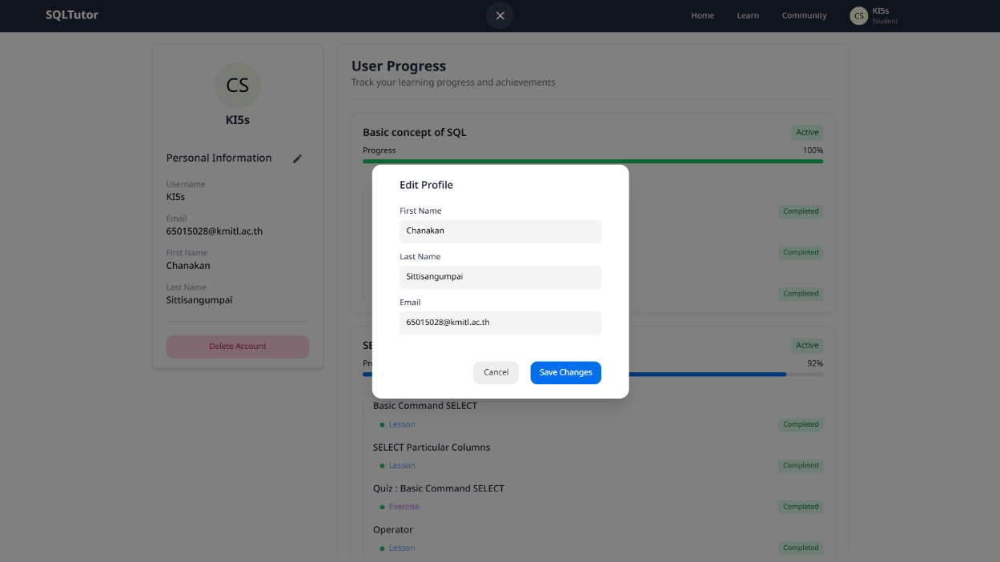 SQLTutor
Home
Learn
Community
CS
KI5s
Student
CS
KI5s
Personal Information
Username
KI5s
Email
65015028@kmitl.ac.th
First Name
Chanakan
Last Name
Sittisangumpai
Delete Account
User Progress
Track your learning progress and achievements
Basic concept of SQL
Active
Progress
100%
Completed
Completed
Completed
Edit Profile
First Name
Chanakan
Last Name
Sittisangumpai
Email
65015028@kmitl.ac.th
Cancel
Save Changes
SE
Active
Pr
92%
Basic Command SELECT
Lesson
Completed
SELECT Particular Columns
Lesson
Completed
Quiz : Basic Command SELECT
Exercise
Completed
Operator
Lesson
Completed